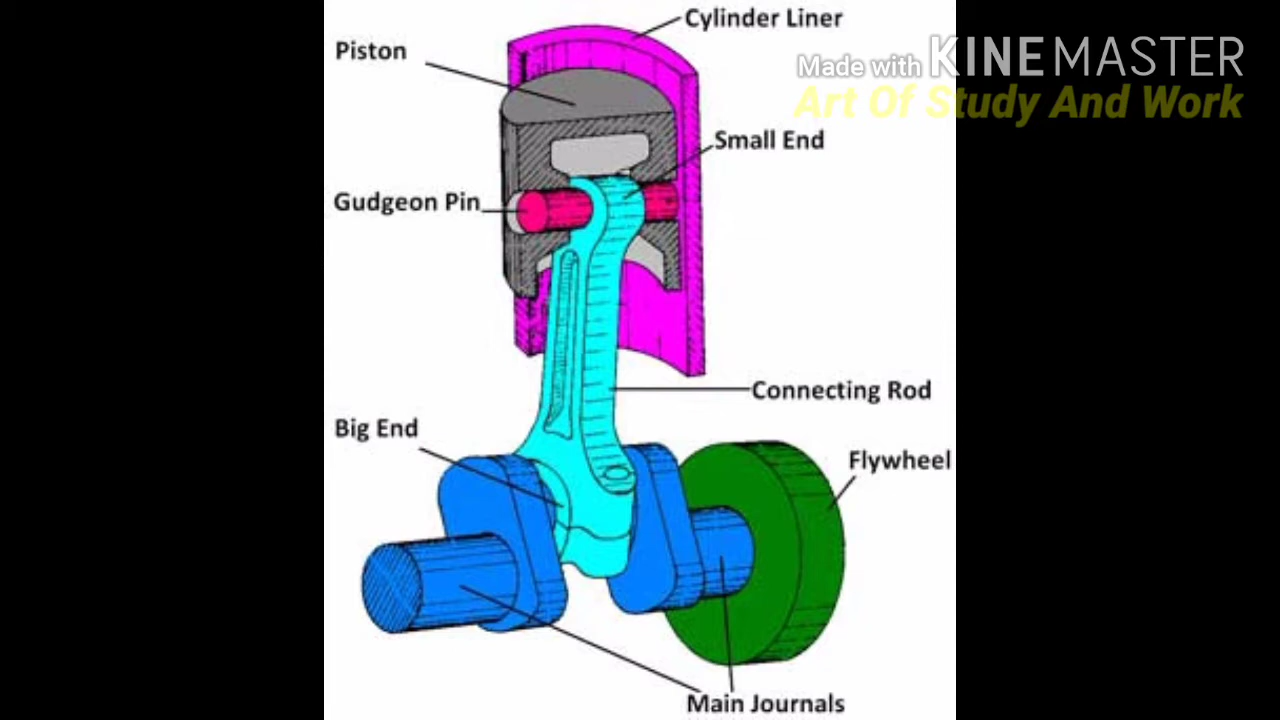 Cylinder Liner
Piston
Made with KINEMASTER
Art Of Study And Work
Small End
Gudgeon Pin
Connecting Rod
Big End
Flywheel
Main Journals